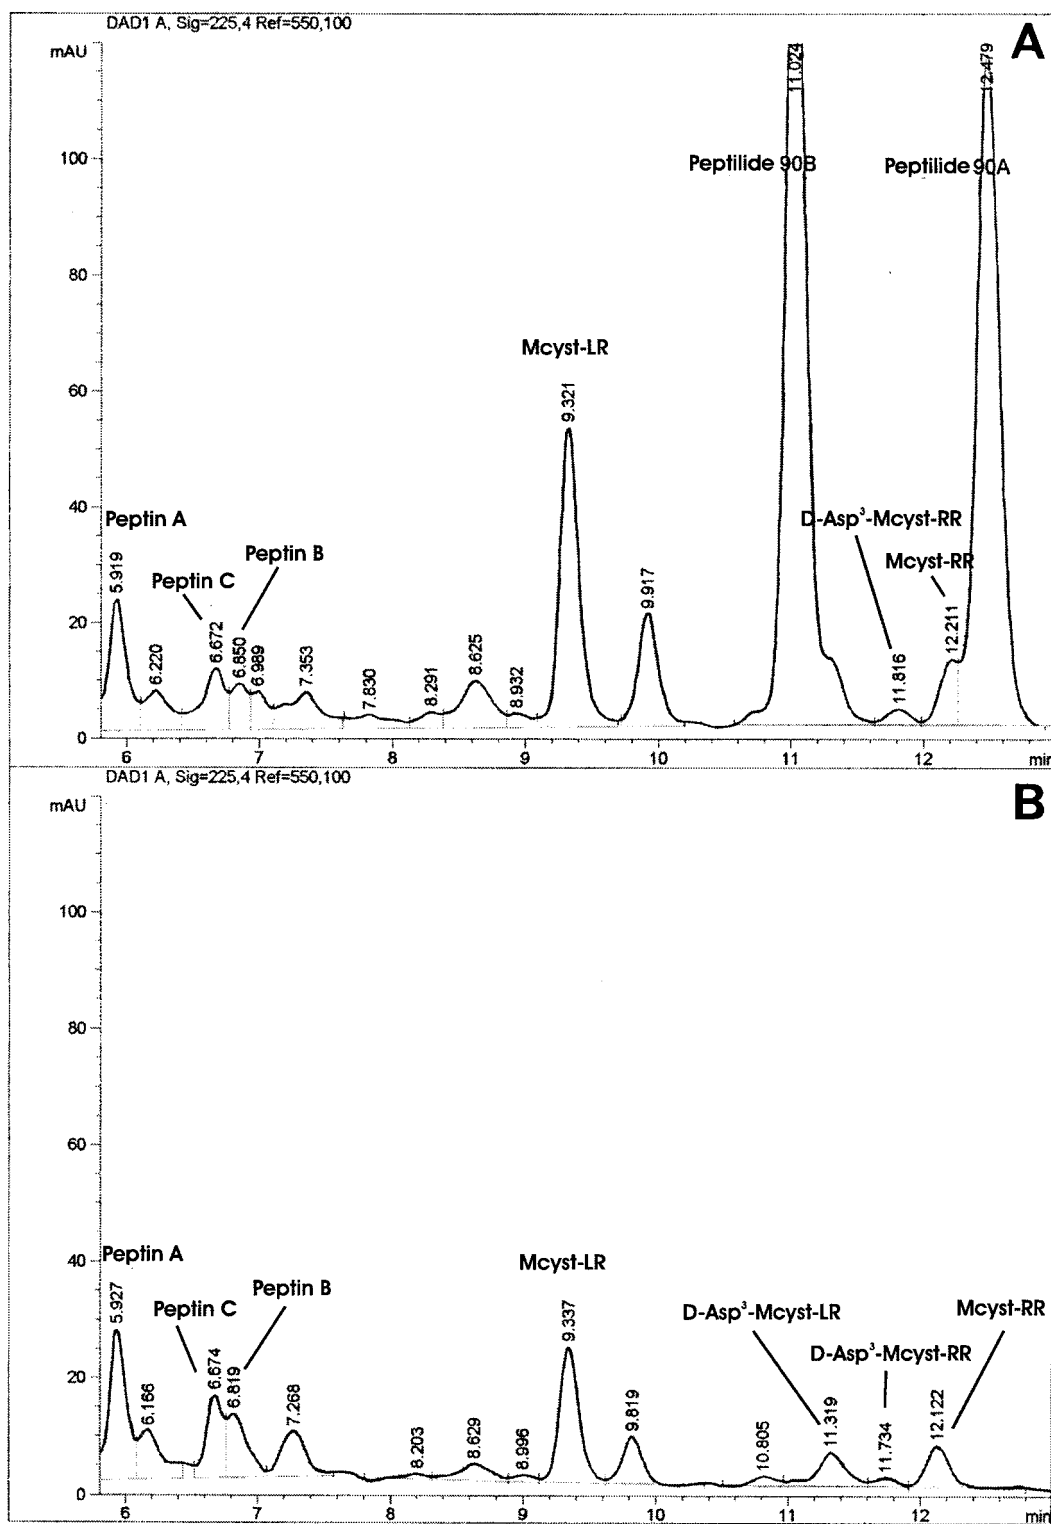 DAD1 A, Sig=225,4 Ref=550,100
A
mAU
100
80
60
40
20
0
11.024
12.479
Peptilide 90B
Peptilide 90A
Mcyst-LR
9.321
Peptin A
5.919
Peptin B
Peptin C
6.220
6.672
6.850
6.989
7.353
7.830
8.291
8.625
8.932
9.917
D-Asp³-Mcyst-RR
Mcyst-RR
11.816
12.211
6 7 8 9 10 11 12 min
DAD1 A, Sig=225,4 Ref=550,100
B
mAU
100
80
60
40
20
0
Peptin A
5.927
Peptin B
Peptin C
6.166
6.674
6.819
7.268
8.203
8.629
8.996
Mcyst-LR
9.337
9.819
10.805
D-Asp³-Mcyst-LR
11.319
D-Asp³-Mcyst-RR
11.734
Mcyst-RR
12.122
6 7 8 9 10 11 12 min